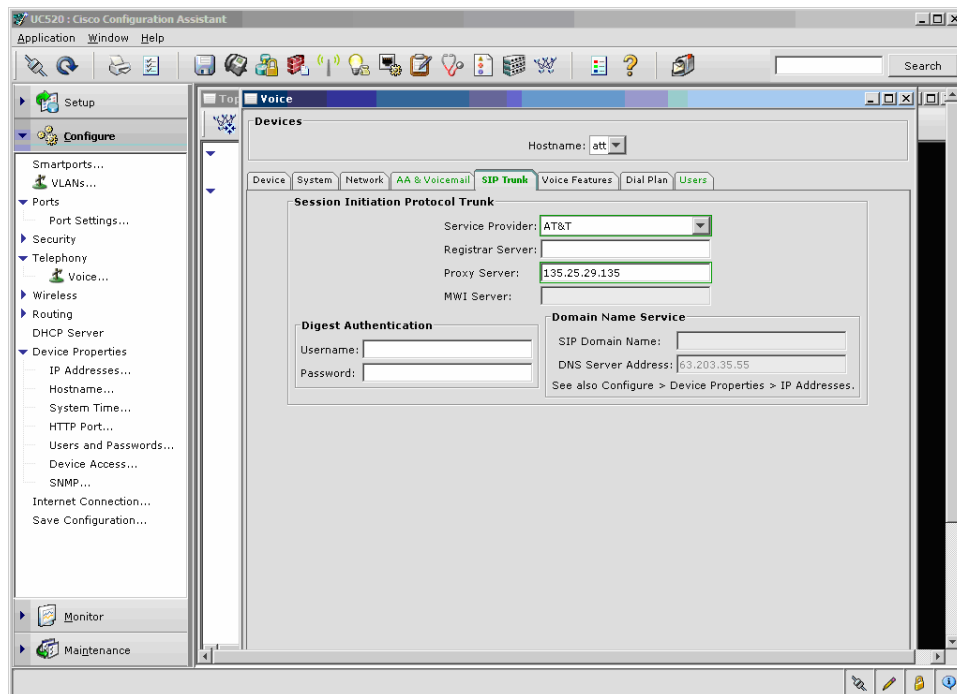 UC520 : Cisco Configuration Assistant
Application Window Help
Search
Setup
Configure
Smartports...
VLANs...
Ports
Port Settings...
Security
Telephony
Voice...
Wireless
Routing
DHCP Server
Device Properties
IP Addresses...
Hostname...
System Time...
HTTP Port...
Users and Passwords...
Device Access...
SNMP...
Internet Connection...
Save Configuration...
Monitor
Maintenance
Top
Voice
Devices
Hostname: att
Device System Network AA & Voicemail SIP Trunk Voice Features Dial Plan Users
Session Initiation Protocol Trunk
Service Provider: AT&T
Registrar Server:
Proxy Server: 135.25.29.135
MWI Server:
Digest Authentication
Username:
Password:
Domain Name Service
SIP Domain Name:
DNS Server Address: 63.203.35.55
See also Configure > Device Properties > IP Addresses.